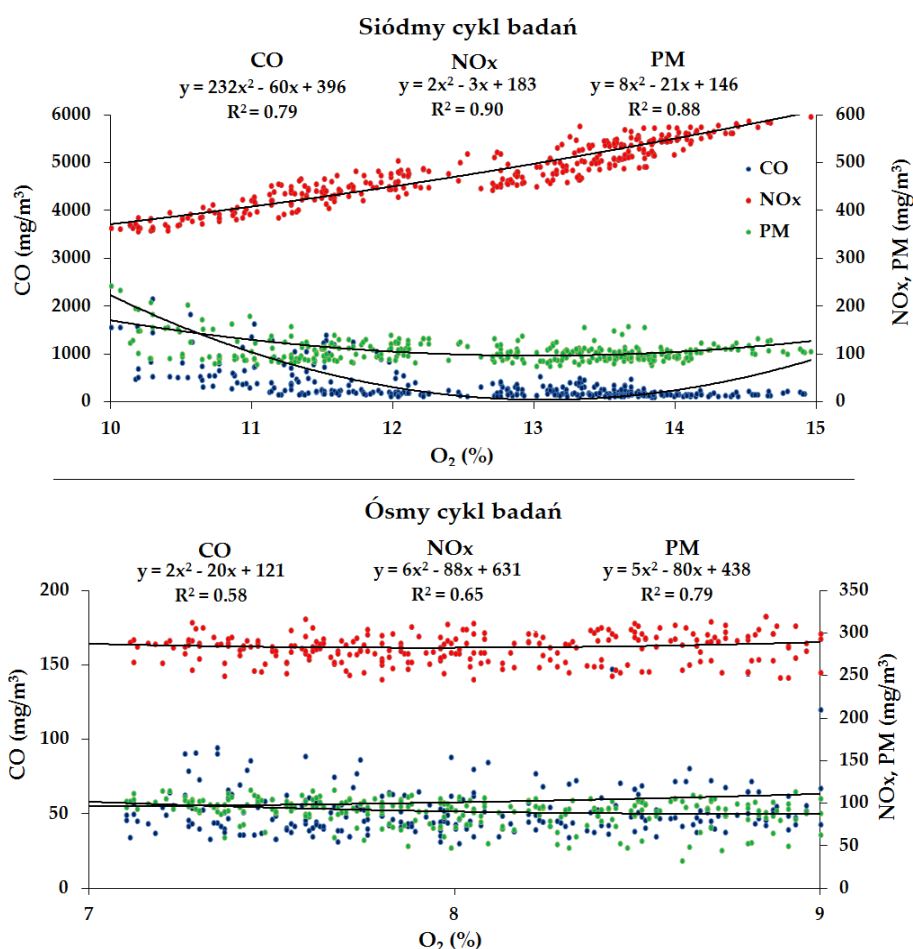 Siódmy cykl badań
CO NOx PM
y = 232x² - 60x + 396 y = 2x² - 3x + 183 y = 8x² - 21x + 146
R² = 0.79 R² = 0.90 R² = 0.88
6000 600
5000 500
4000 400
3000 300
2000 200
1000 100
0 0
CO (mg/m³)
NOx, PM (mg/m³)
CO
NOx
PM
10 11 12 13 14 15
O₂ (%)
Ósmy cykl badań
CO NOx PM
y = 2x² - 20x + 121 y = 6x² - 88x + 631 y = 5x² - 80x + 438
R² = 0.58 R² = 0.65 R² = 0.79
200 350
300
150 250
200
100 150
100
50 50
0 0
CO (mg/m³)
NOx, PM (mg/m³)
7 8 9
O₂ (%)